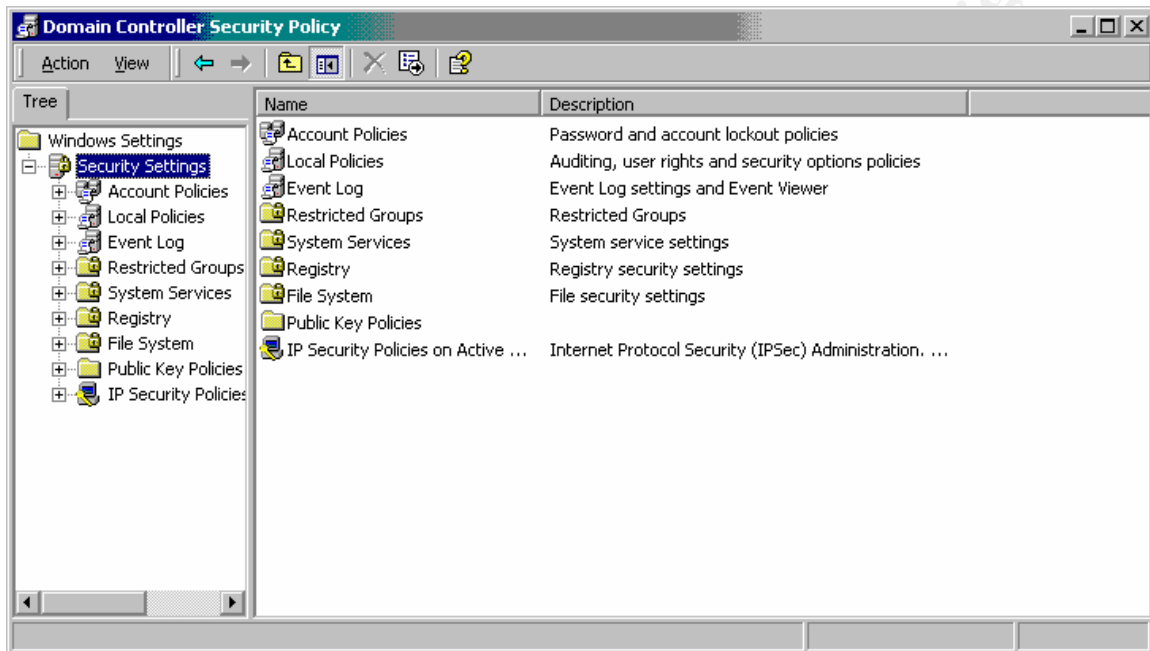 Domain Controller Security Policy
Action View
Tree
Windows Settings
Security Settings
Account Policies
Local Policies
Event Log
Restricted Groups
System Services
Registry
File System
Public Key Policies
IP Security Policies
Name Description
Account Policies Password and account lockout policies
Local Policies Auditing, user rights and security options policies
Event Log Event Log settings and Event Viewer
Restricted Groups Restricted Groups
System Services System service settings
Registry Registry security settings
File System File security settings
Public Key Policies
IP Security Policies on Active ... Internet Protocol Security (IPSec) Administration. ...